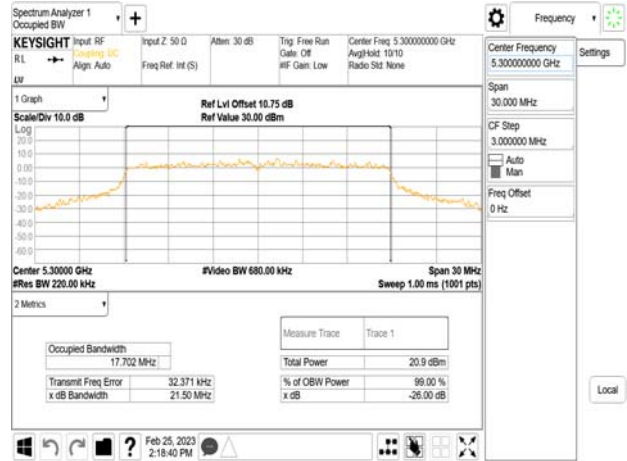 Spectrum Analyzer 1
Occupied BW
+
Frequency
KEYSIGHT
Input: RF
Coupling: DC
Align: Auto
Input Z: 50 Ω
Freq Ref: Int (S)
Atten: 30 dB
Trig: Free Run
Gate: Off
#IF Gain: Low
Center Freq: 5.300000000 GHz
Avg|Hold: 10/10
Radio Std: None
RL
LW
Center Frequency
5.300000000 GHz
Settings
Span
30.000 MHz
CF Step
3.000000 MHz
Auto
Man
Freq Offset
0 Hz
Local
1 Graph
Scale/Div 10.0 dB
Ref Lvl Offset 10.75 dB
Ref Value 30.00 dBm
Log
20.0
10.0
0.00
-10.0
-20.0
-30.0
-40.0
-50.0
-60.0
Center 5.30000 GHz
#Video BW 680.00 kHz
Span 30 MHz
#Res BW 220.00 kHz
Sweep 1.00 ms (1001 pts)
2 Metrics
Measure Trace
Trace 1
Occupied Bandwidth
17.702 MHz
Total Power
20.9 dBm
Transmit Freq Error
32.371 kHz
% of OBW Power
99.00 %
x dB Bandwidth
21.50 MHz
x dB
-26.00 dB
?
Feb 25, 2023
2:18:40 PM